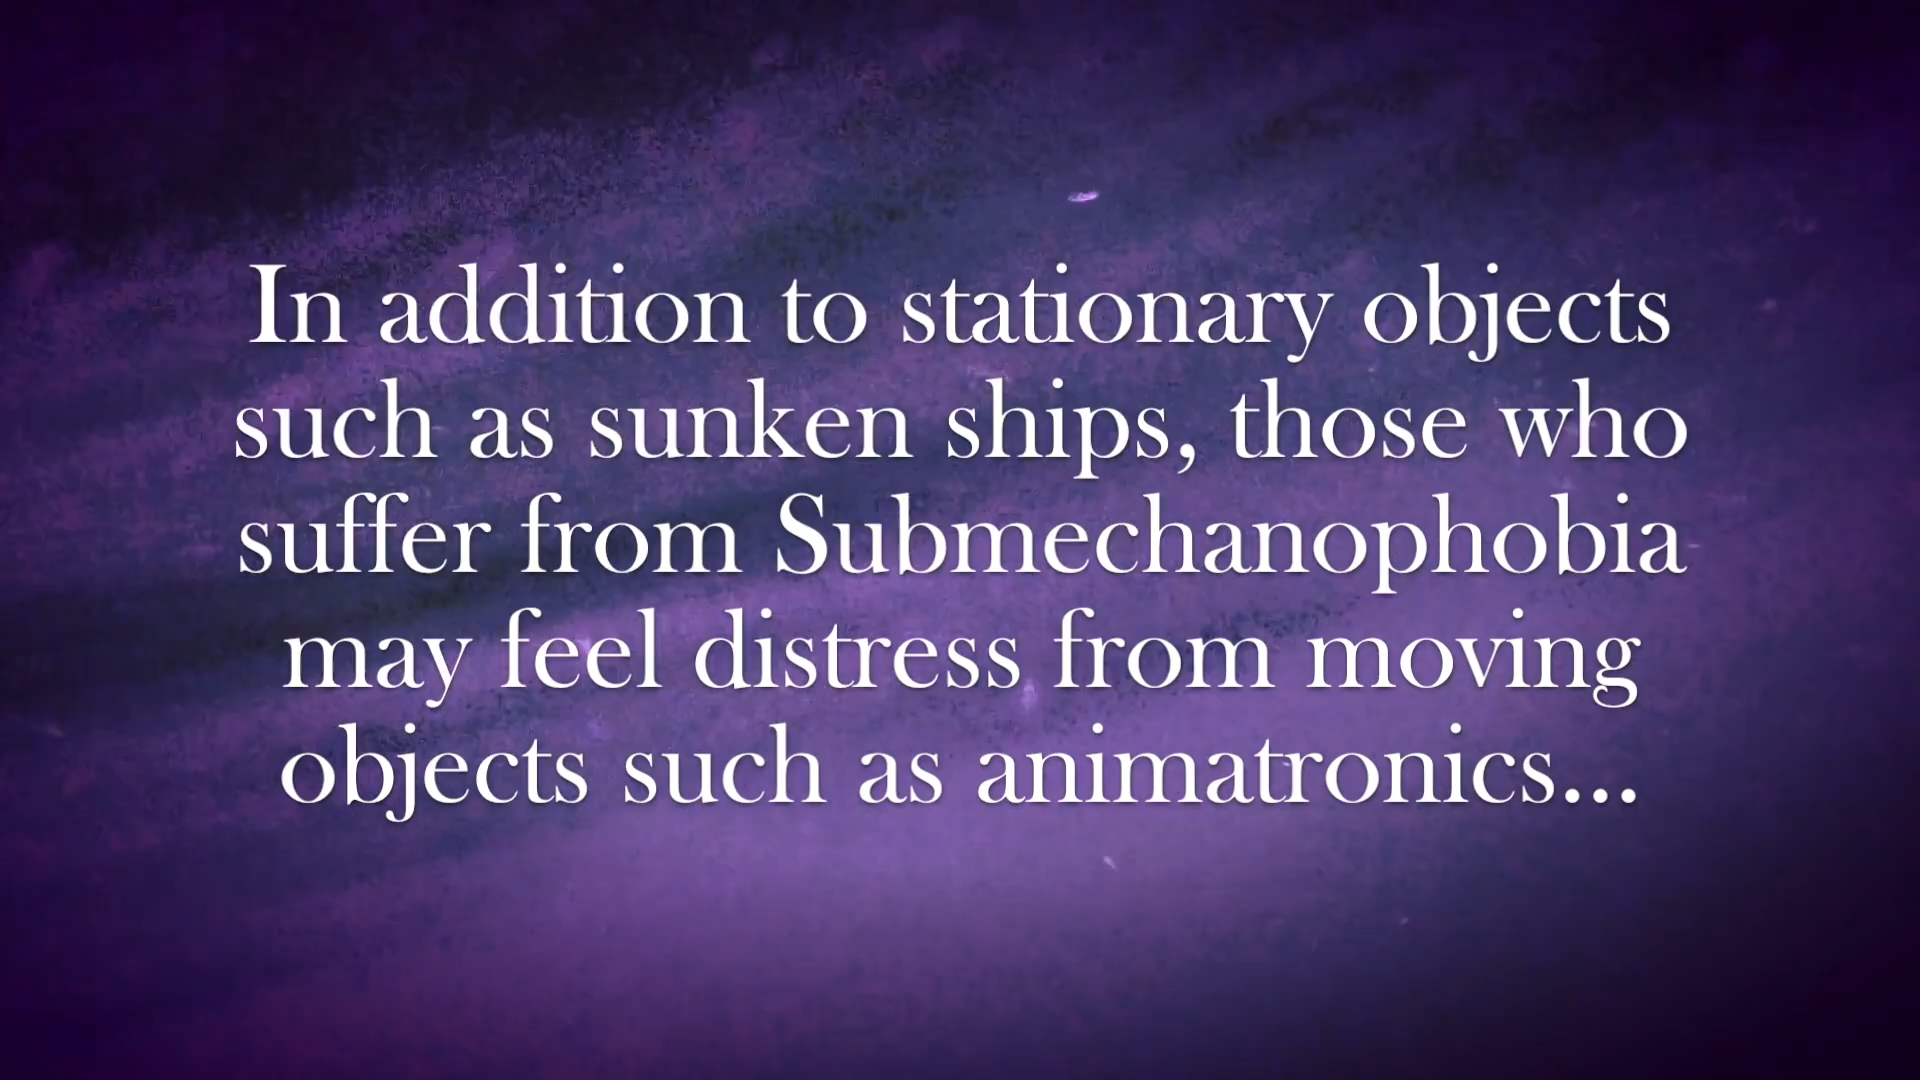 In addition to stationary objects
such as sunken ships, those who
suffer from Submechanophobia
may feel distress from moving
objects such as animatronics...